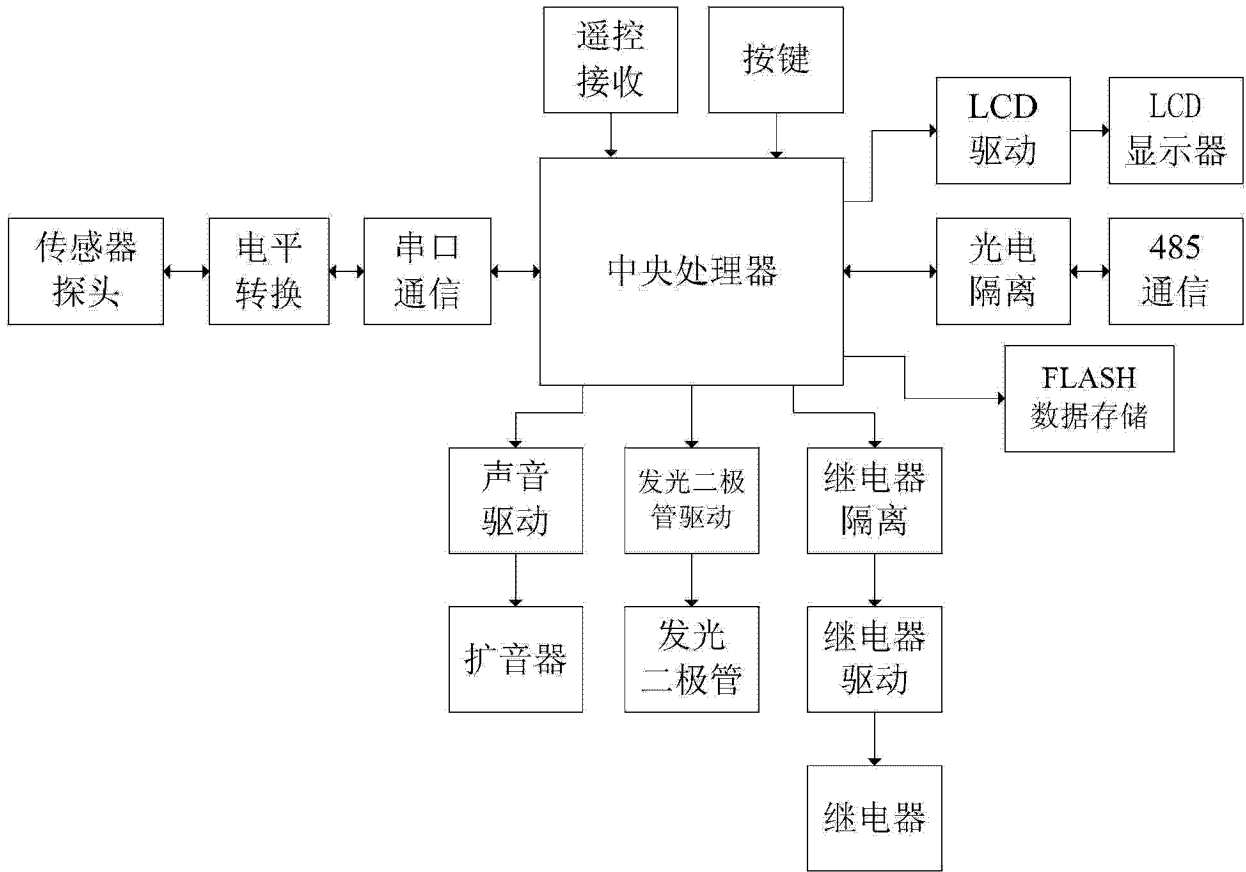 遥控
接收
按键
LCD
驱动
LCD
显示器
传感器
探头
电平
转换
串口
通信
中央处理器
光电
隔离
485
通信
FLASH
数据存储
声音
驱动
发光二极
管驱动
继电器
隔离
扩音器
发光
二极管
继电器
驱动
继电器